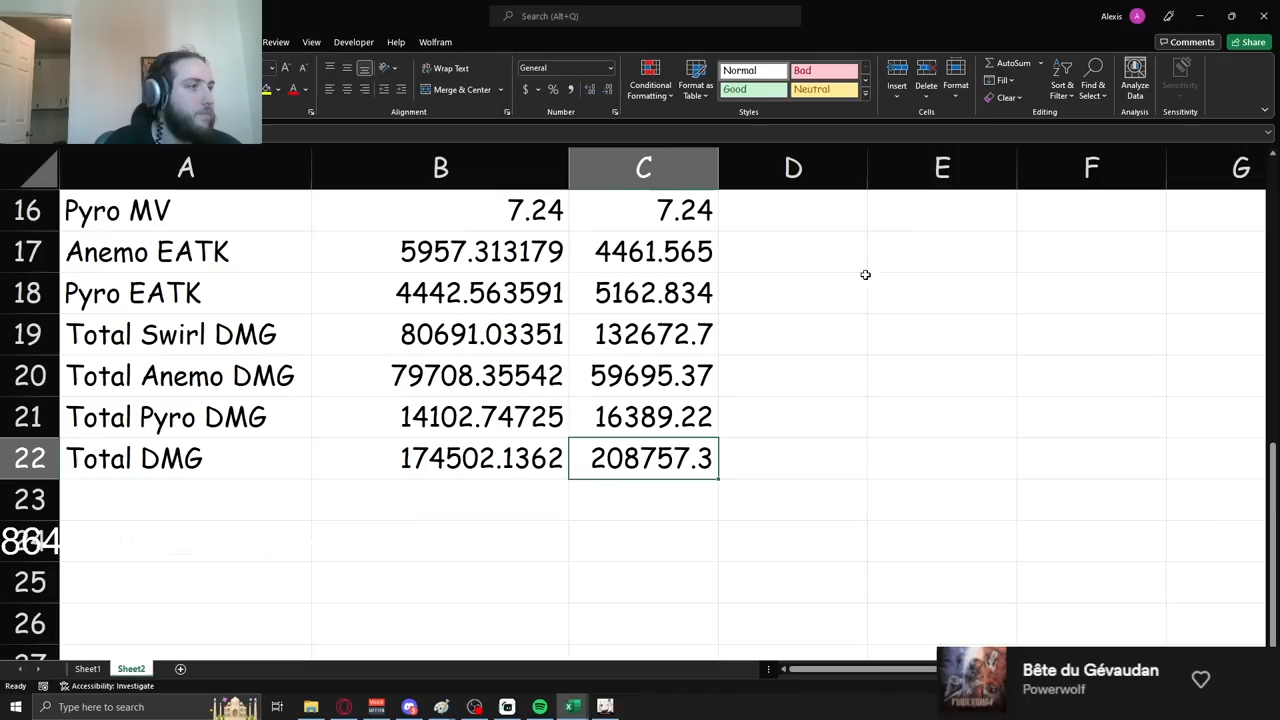 Search (Alt+Q)
Alexis
A
Review View Developer Help Wolfram
Comments
Share
Wrap Text
General
Conditional Formatting
Format as Table
Normal
Bad
Good
Neutral
Insert
Delete
Format
AutoSum
Fill
Clear
Sort & Filter
Find & Select
Analyze Data
Sensitivity
Merge & Center
Alignment
Number
Styles
Cells
Editing
Analysis
Sensitivity
A B C D E F G
16 Pyro MV 7.24 7.24
17 Anemo EATK 5957.313179 4461.565
18 Pyro EATK 4442.563591 5162.834
19 Total Swirl DMG 80691.03351 132672.7
20 Total Anemo DMG 79708.35542 59695.37
21 Total Pyro DMG 14102.74725 16389.22
22 Total DMG 174502.1362 208757.3
23
864
25
26
27
Sheet1 Sheet2
Ready
Accessibility: Investigate
Bête du Gévaudan
Powerwolf
Type here to search